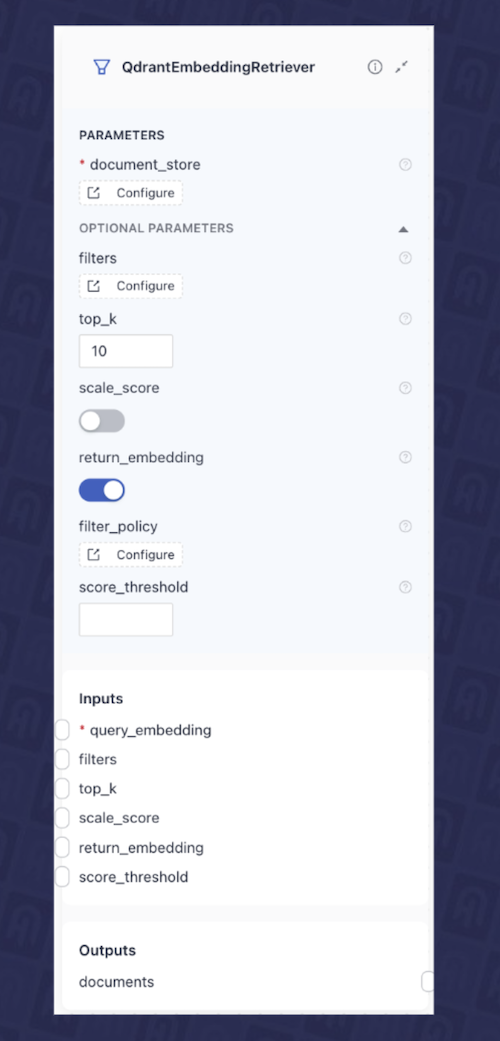 QdrantEmbeddingRetriever
PARAMETERS
* document_store
Configure
OPTIONAL PARAMETERS
filters
Configure
top_k
10
scale_score
return_embedding
filter_policy
Configure
score_threshold
Inputs
* query_embedding
filters
top_k
scale_score
return_embedding
score_threshold
Outputs
documents